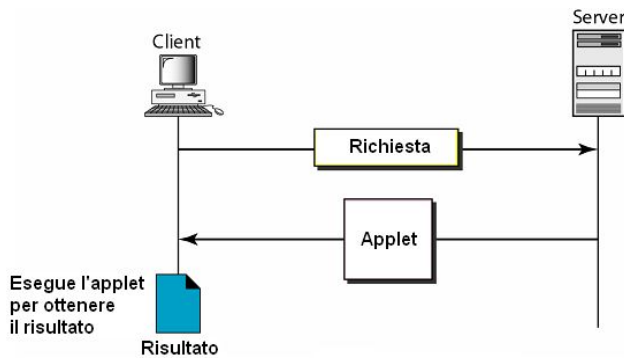 Server
Client
Richiesta
Applet
Esegue l'applet
per ottenere
il risultato
Risultato